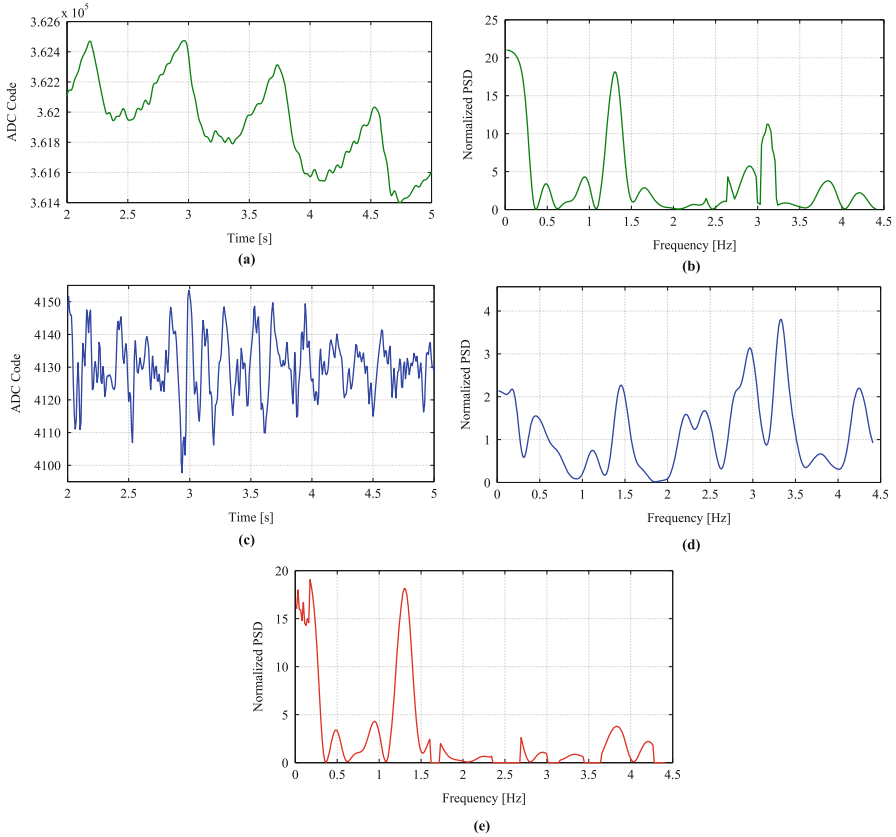 3.626 x 10^5
3.624
3.62
3.618
3.616
3.614
2 2.5 3 3.5 4 4.5 5
ADC Code
Time [s]
(a)
25
20
15
10
5
0
0 0.5 1 1.5 2 2.5 3 3.5 4 4.5
Normalized PSD
Frequency [Hz]
(b)
4150
4140
4130
4120
4110
4100
2 2.5 3 3.5 4 4.5 5
ADC Code
Time [s]
(c)
4
3
2
1
0
0 0.5 1 1.5 2 2.5 3 3.5 4 4.5
Normalized PSD
Frequency [Hz]
(d)
20
15
10
5
0
0 0.5 1 1.5 2 2.5 3 3.5 4 4.5
Normalized PSD
Frequency [Hz]
(e)